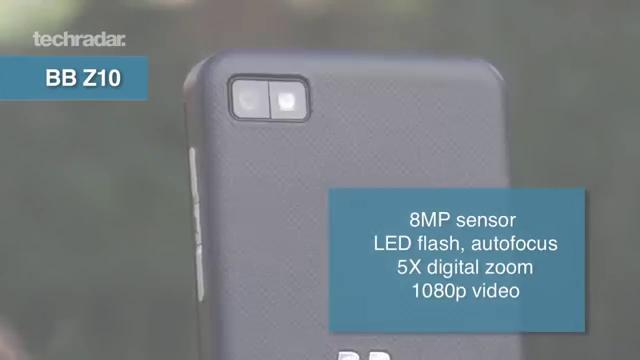 techradar.
BB Z10
8MP sensor
LED flash, autofocus
5X digital zoom
1080p video